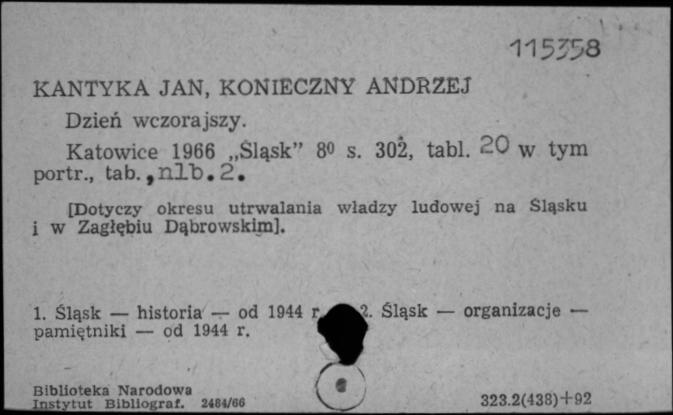 115358
KANTYKA JAN, KONIECZNY ANDRZEJ
Dzień wczorajszy.
Katowice 1966 „Śląsk” 8⁰ s. 302, tabl. 20 w tym
portr., tab., nlb. 2.
[Dotyczy okresu utrwalania władzy ludowej na Śląsku
i w Zagłębiu Dąbrowskim].
1. Śląsk — historia — od 1944 r. 2. Śląsk — organizacje —
pamiętniki — od 1944 r.
Biblioteka Narodowa
Instytut Bibliograf. 2484/66
323.2(438)+92